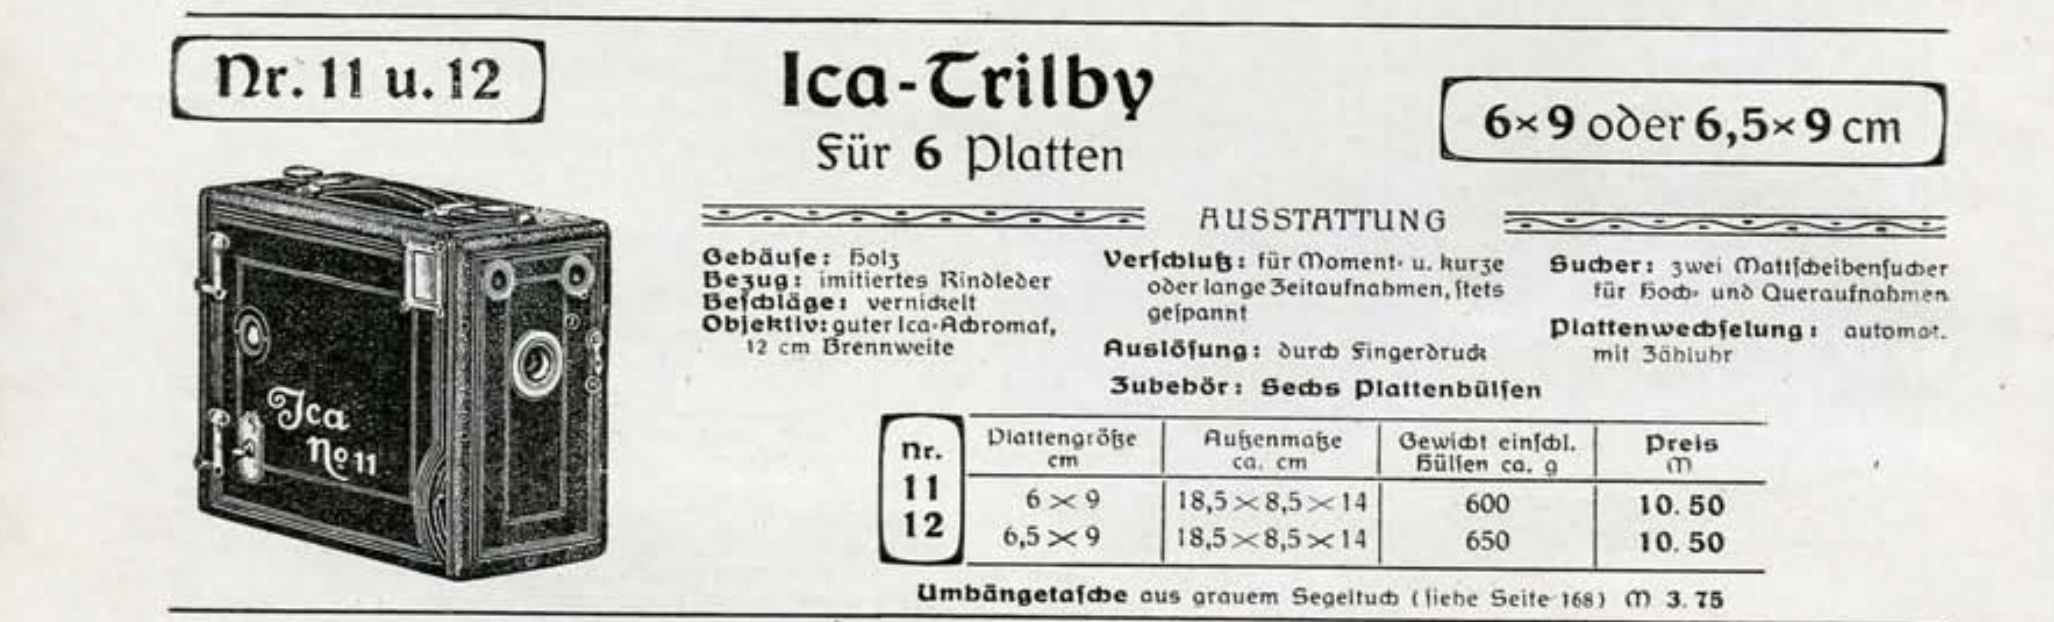 Nr. 11 u. 12
Ica-Trilby
Für 6 Platten
6×9 oder 6,5×9 cm
AUSSTATTUNG
Gehäuſe: Holz
Bezug: imitiertes Rindleder
Beſchläge: vernickelt
Objektiv: guter Ica-Achromat,
12 cm Brennweite
Verſchluß: für Moment- u. kurze
oder lange Zeitaufnahmen, ſtets
geſpannt
Auslöſung: durch Fingerdruck
Sucher: zwei Mattſcheibenſucher
für Hoch- und Queraufnahmen
Plattenwechſelung: automat.
mit Zähluhr
Zubehör: Sechs Plattenhülſen
Ica
No 11
Nr. Plattengröße cm Außenmaße ca. cm Gewicht einſchl. Hülſen ca. g Preis M
11 6×9 18,5×8,5×14 600 10.50
12 6,5×9 18,5×8,5×14 650 10.50
Umhängetaſche aus grauem Segeltuch (ſiehe Seite 168) M 3.75